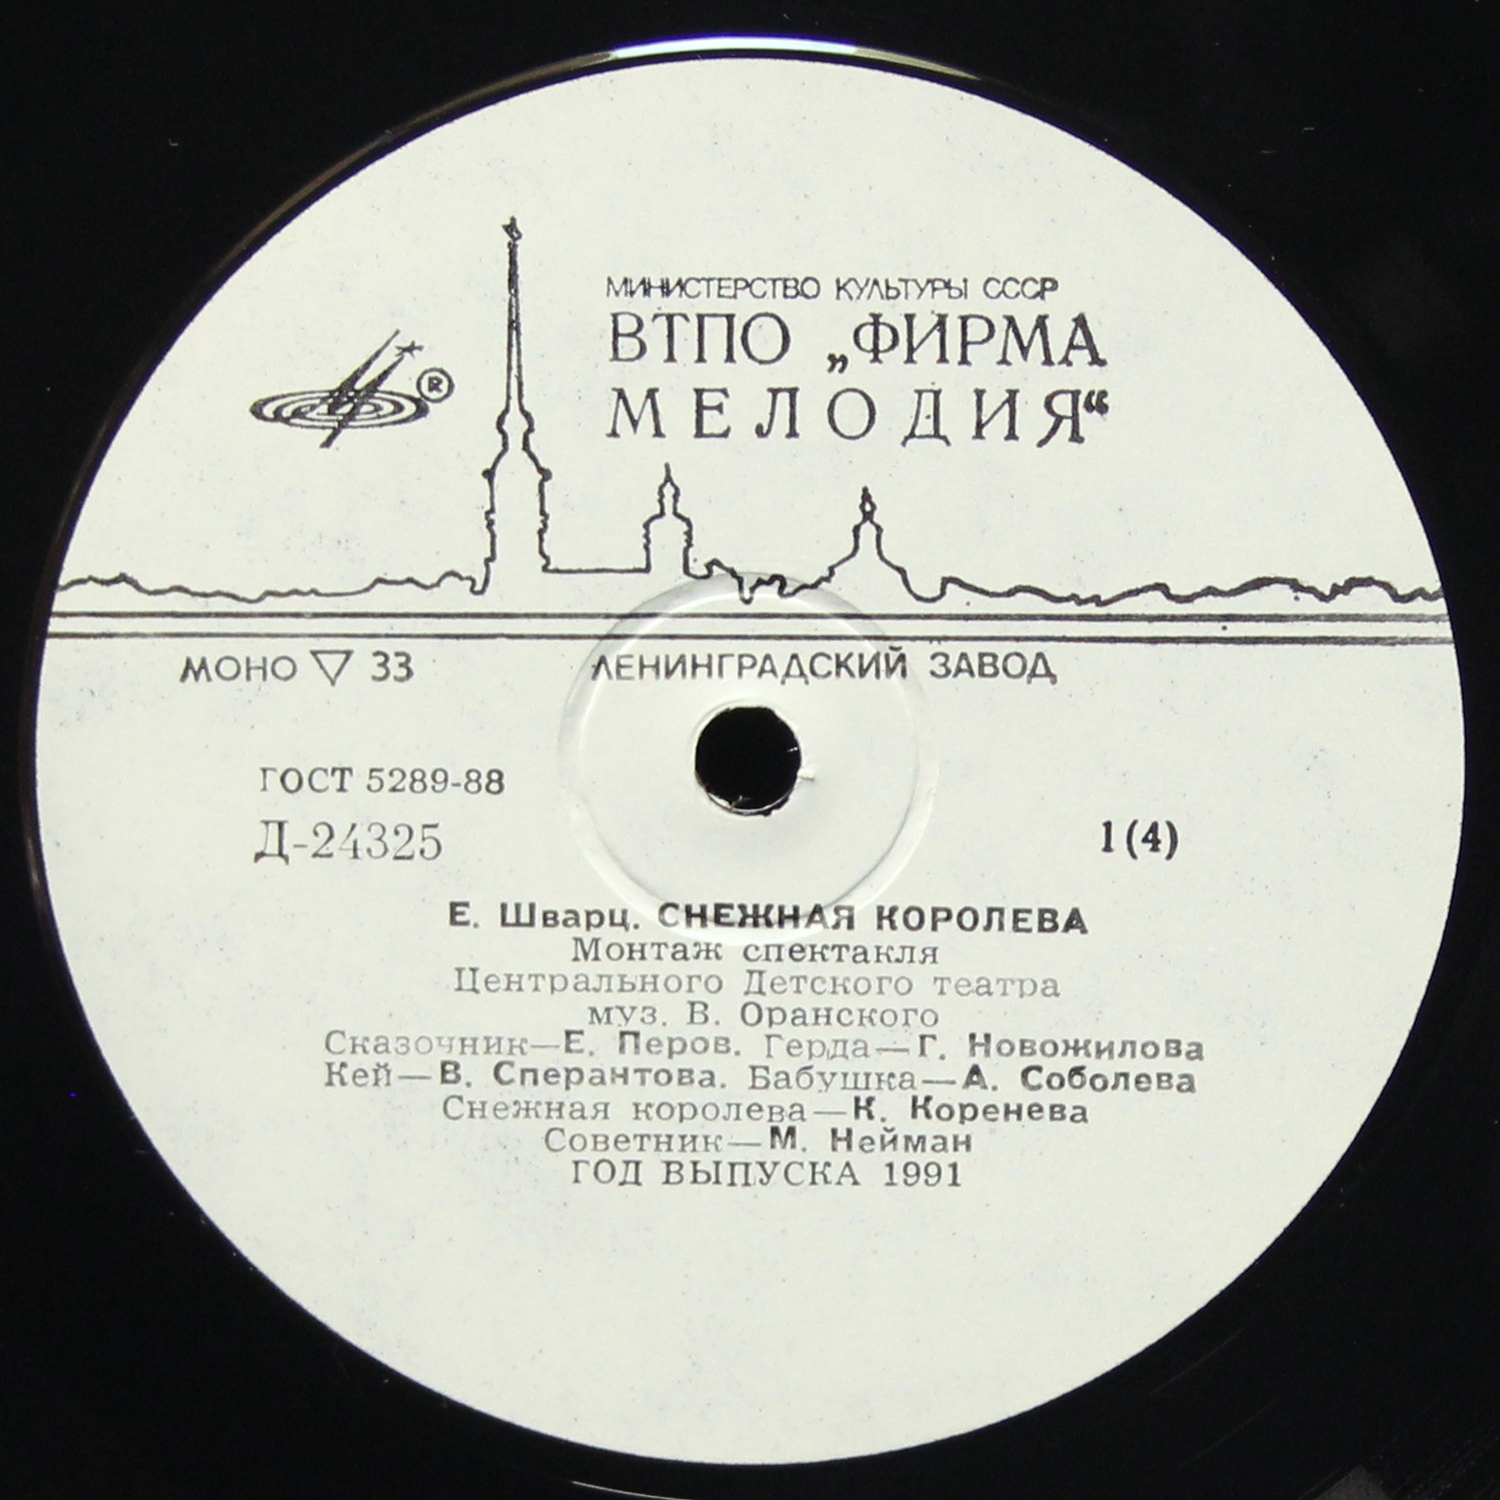 МИНИСТЕРСТВО КУЛЬТУРЫ СССР
ВТПО „ФИРМА
МЕЛОДИЯ“
®
МОНО ▽ 33 ЛЕНИНГРАДСКИЙ ЗАВОД
ГОСТ 5289-88
Д-24325 1(4)
Е. Шварц. СНЕЖНАЯ КОРОЛЕВА
Монтаж спектакля
Центрального Детского театра
муз. В. Оранского
Сказочник—Е. Перов. Герда—Г. Новожилова
Кей—В. Сперантова. Бабушка—А. Соболева
Снежная королева—К. Коренева
Советник—М. Нейман
ГОД ВЫПУСКА 1991